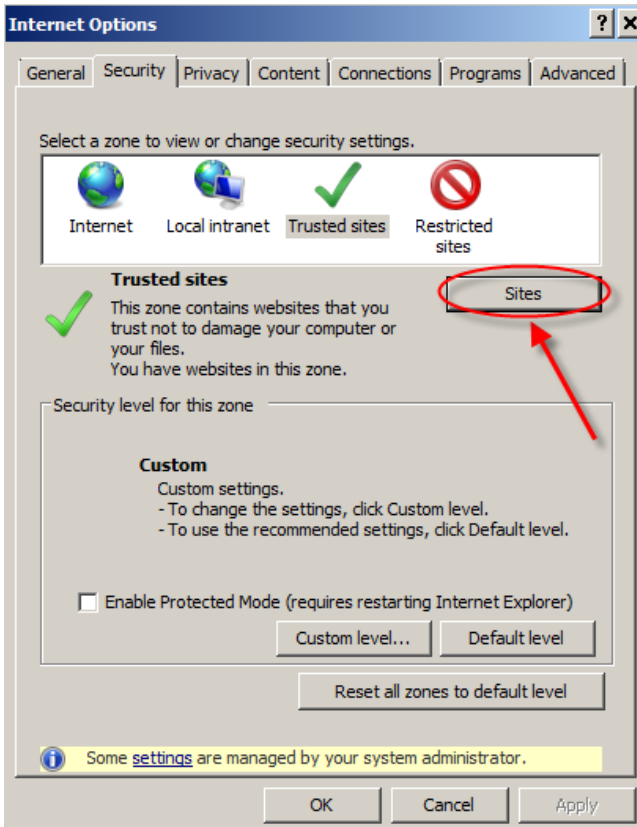 Internet Options
General Security Privacy Content Connections Programs Advanced
Select a zone to view or change security settings.
Internet Local intranet Trusted sites Restricted sites
Trusted sites
Sites
This zone contains websites that you
trust not to damage your computer or
your files.
You have websites in this zone.
Security level for this zone
Custom
Custom settings.
- To change the settings, click Custom level.
- To use the recommended settings, click Default level.
Enable Protected Mode (requires restarting Internet Explorer)
Custom level... Default level
Reset all zones to default level
Some settings are managed by your system administrator.
OK Cancel Apply